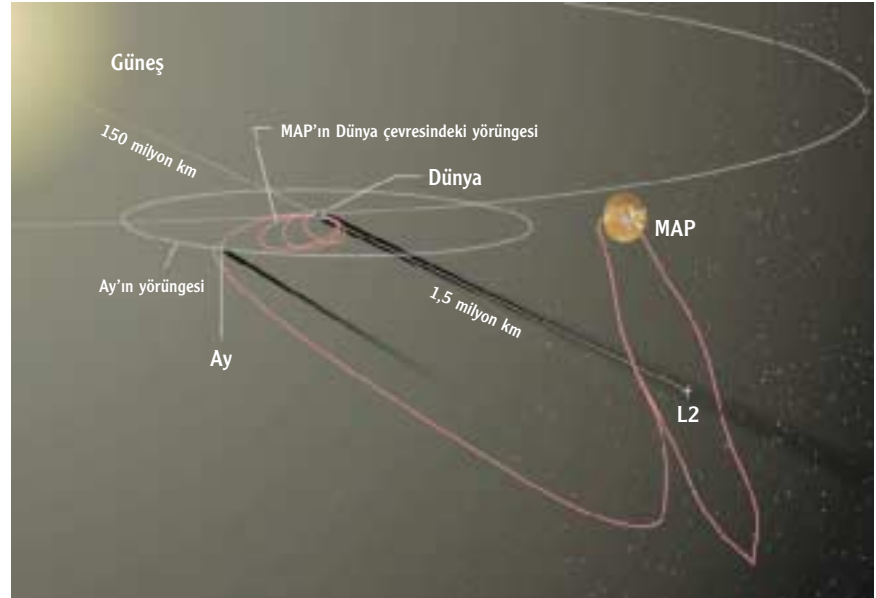 Güneş
150 milyon km
MAP'ın Dünya çevresindeki yörüngesi
Dünya
MAP
Ay'ın yörüngesi
1,5 milyon km
Ay
L2